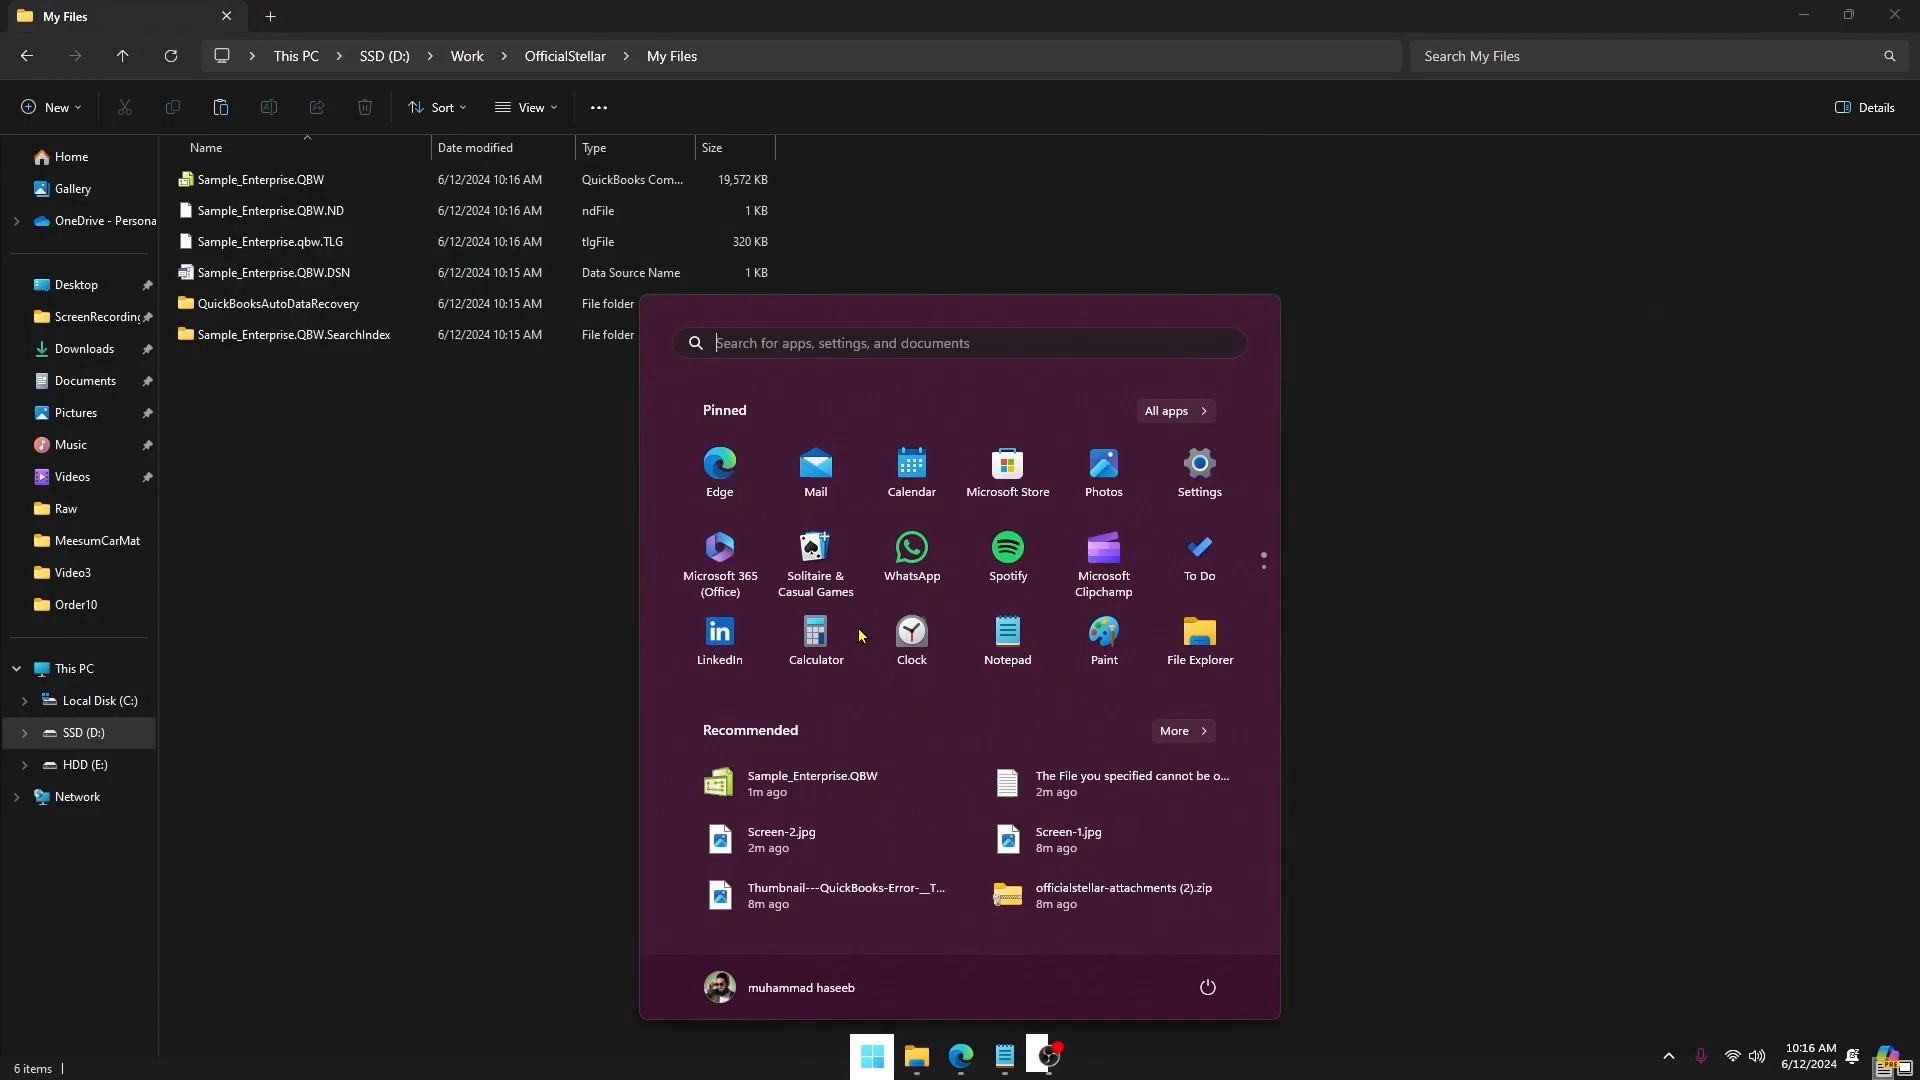 My Files
This PC
SSD (D:)
Work
OfficialStellar
My Files
Search My Files
New
Sort
View
Details
Name
Date modified
Type
Size
Sample_Enterprise.QBW 6/12/2024 10:16 AM QuickBooks Com... 19,572 KB
Sample_Enterprise.QBW.ND 6/12/2024 10:16 AM ndFile 1 KB
Sample_Enterprise.qbw.TLG 6/12/2024 10:16 AM tlgFile 320 KB
Sample_Enterprise.QBW.DSN 6/12/2024 10:15 AM Data Source Name 1 KB
QuickBooksAutoDataRecovery 6/12/2024 10:15 AM File folder
Sample_Enterprise.QBW.SearchIndex 6/12/2024 10:15 AM File folder
Home
Gallery
OneDrive - Persona
Desktop
ScreenRecording
Downloads
Documents
Pictures
Music
Videos
Raw
MeesumCarMat
Video3
Order10
This PC
Local Disk (C:)
SSD (D:)
HDD (E:)
Network
Search for apps, settings, and documents
Pinned
All apps
Edge
Mail
Calendar
Microsoft Store
Photos
Settings
Microsoft 365
(Office)
Solitaire &
Casual Games
WhatsApp
Spotify
Microsoft
Clipchamp
To Do
LinkedIn
Calculator
Clock
Notepad
Paint
File Explorer
Recommended
More
Sample_Enterprise.QBW
1m ago
The File you specified cannot be o...
2m ago
Screen-2.jpg
2m ago
Screen-1.jpg
8m ago
Thumbnail---QuickBooks-Error-__T...
8m ago
officialstellar-attachments (2).zip
8m ago
muhammad haseeb
6 items
10:16 AM
6/12/2024
PRE